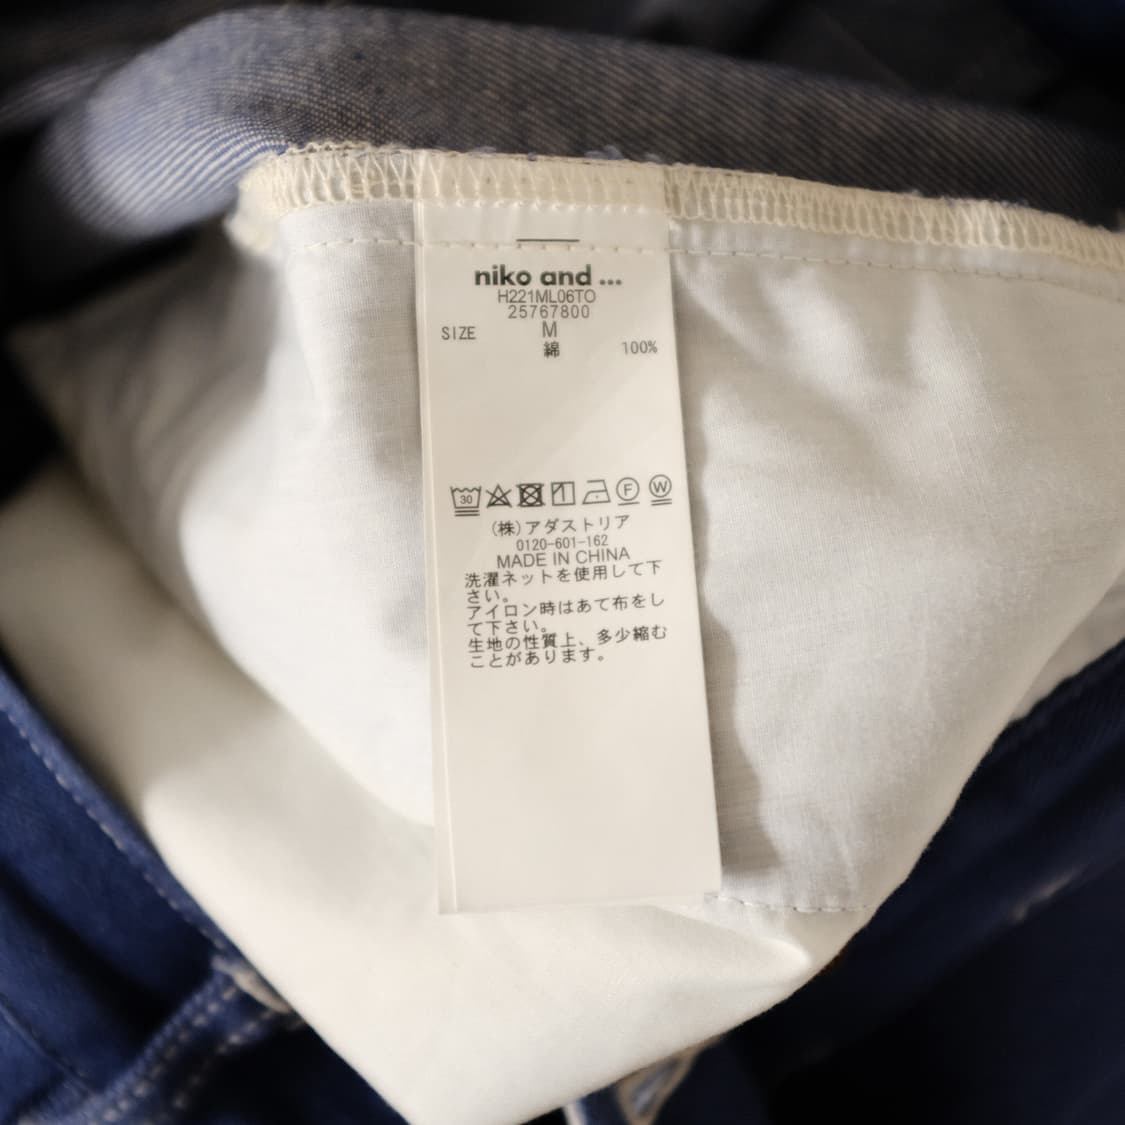 niko and ...
H221ML06TO
25767800
SIZE M
綿 100%
30 F W
(株)アダストリア
0120-601-162
MADE IN CHINA
洗濯ネットを使用して下
さい。
アイロン時はあて布をし
て下さい。
生地の性質上、多少縮む
ことがあります。